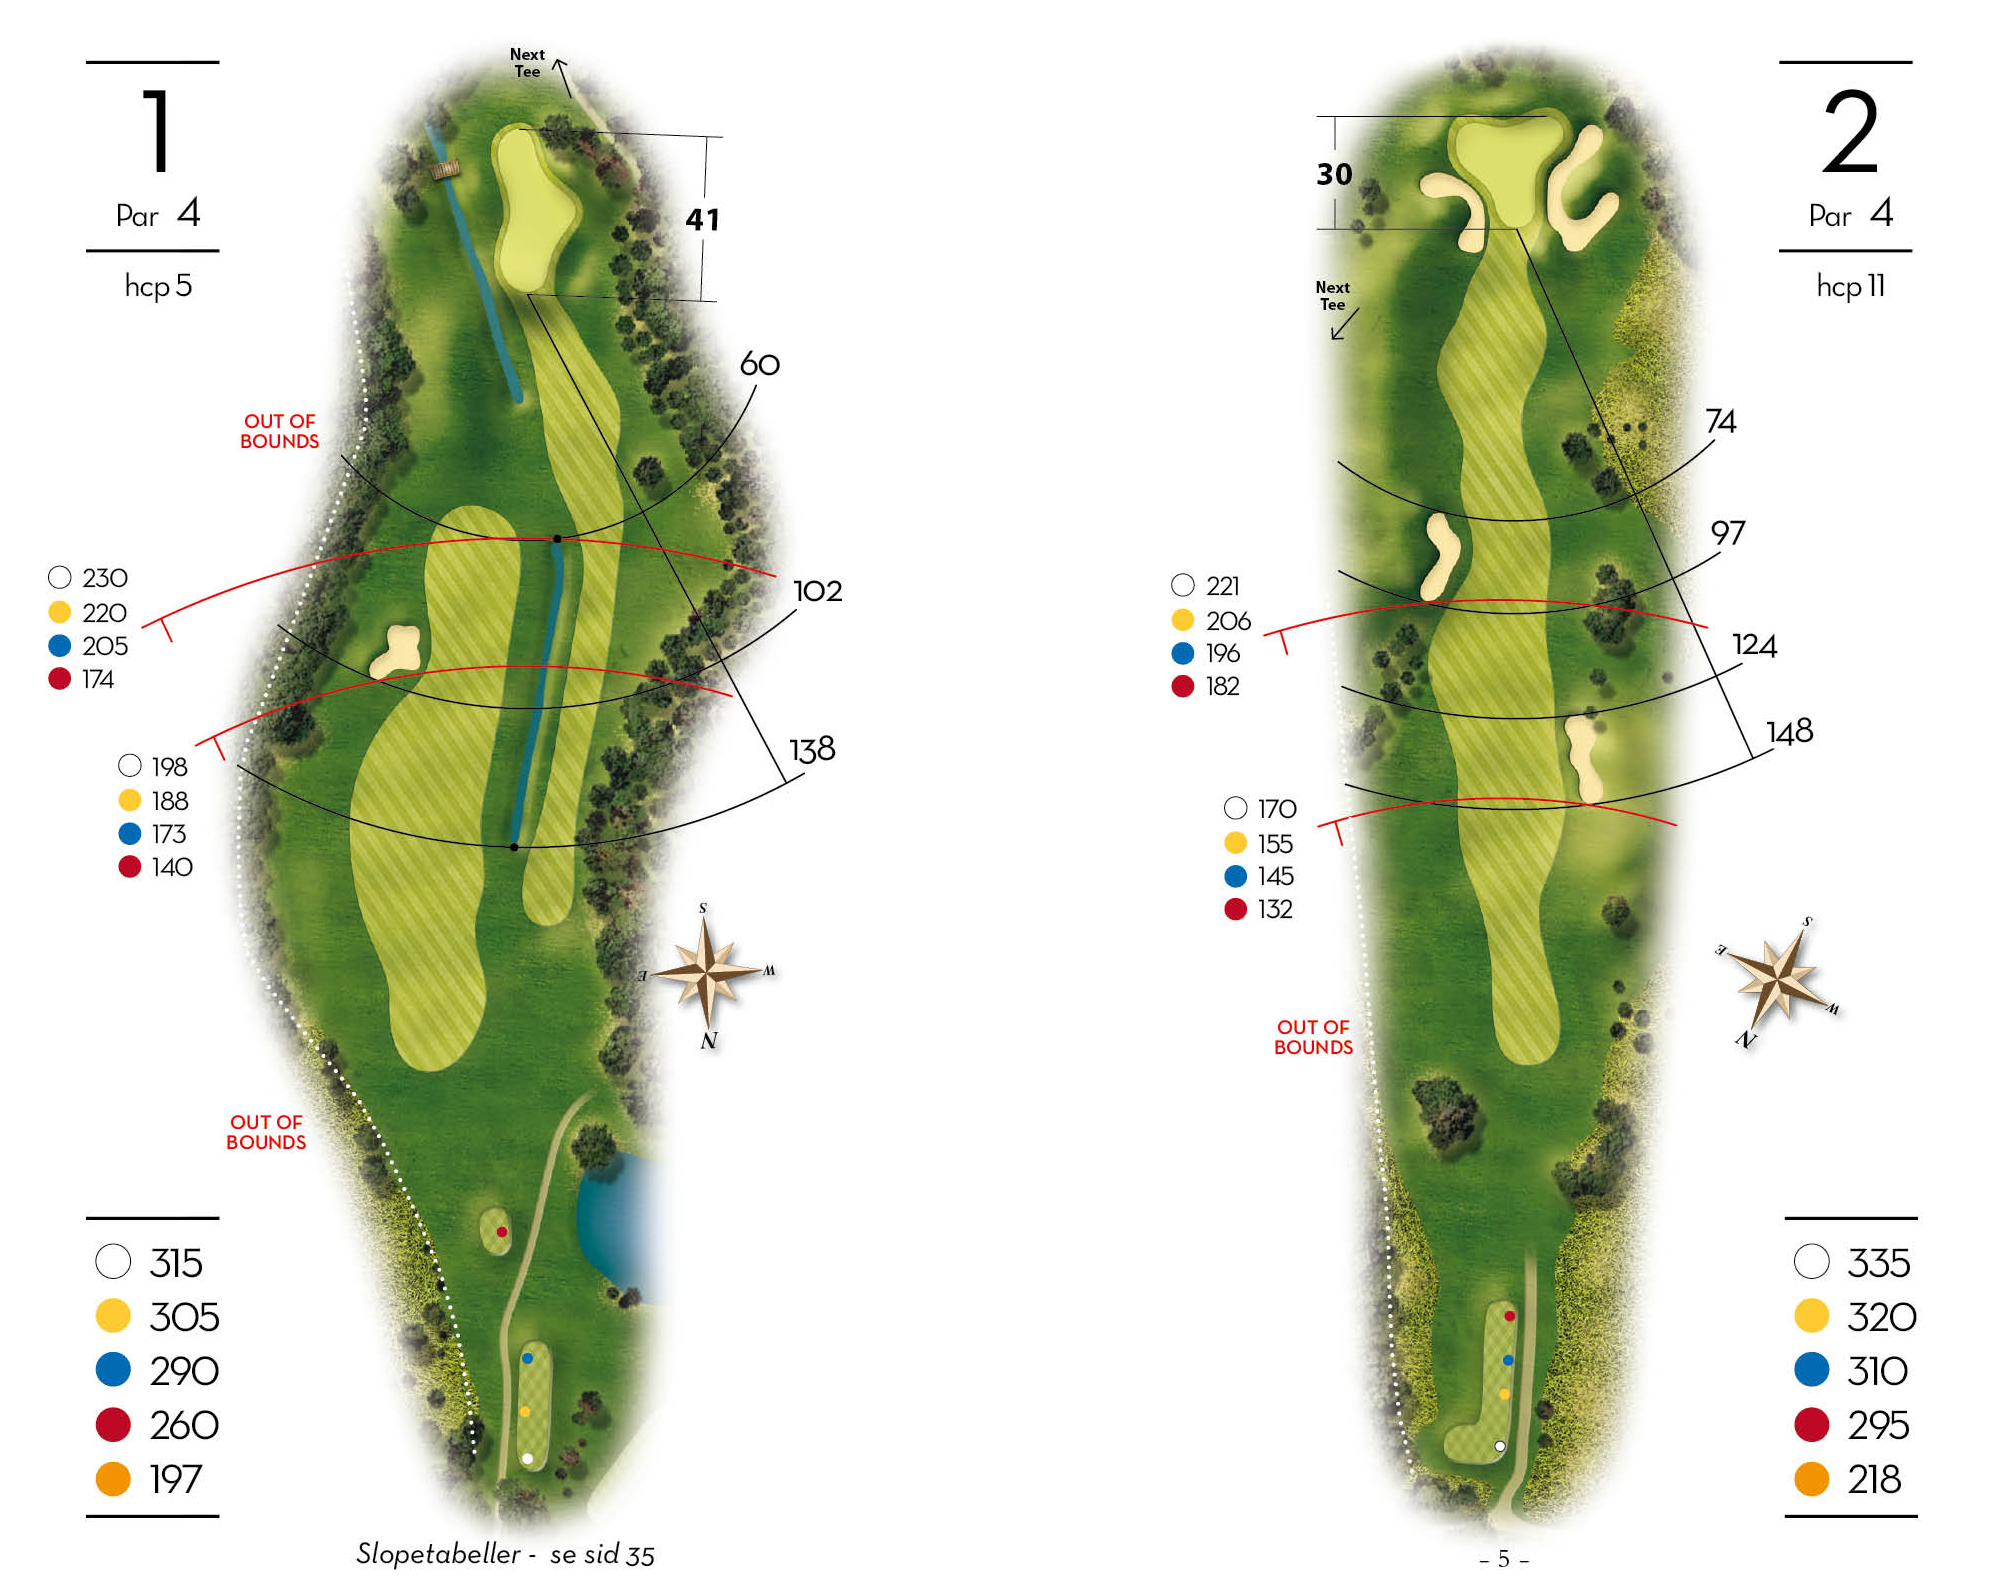 1
Par 4
hcp 5
Next
Tee
41
60
OUT OF
BOUNDS
230
220
205
174
102
198
188
173
140
138
S
E
W
N
OUT OF
BOUNDS
315
305
290
260
197
Slopetabeller - se sid 35
2
Par 4
hcp 11
30
Next
Tee
74
97
221
206
196
182
124
148
170
155
145
132
S
E
W
N
OUT OF
BOUNDS
335
320
310
295
218
- 5 -